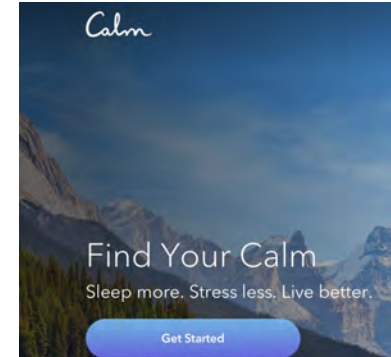 Calm
Find Your Calm
Sleep more. Stress less. Live better.
Get Started